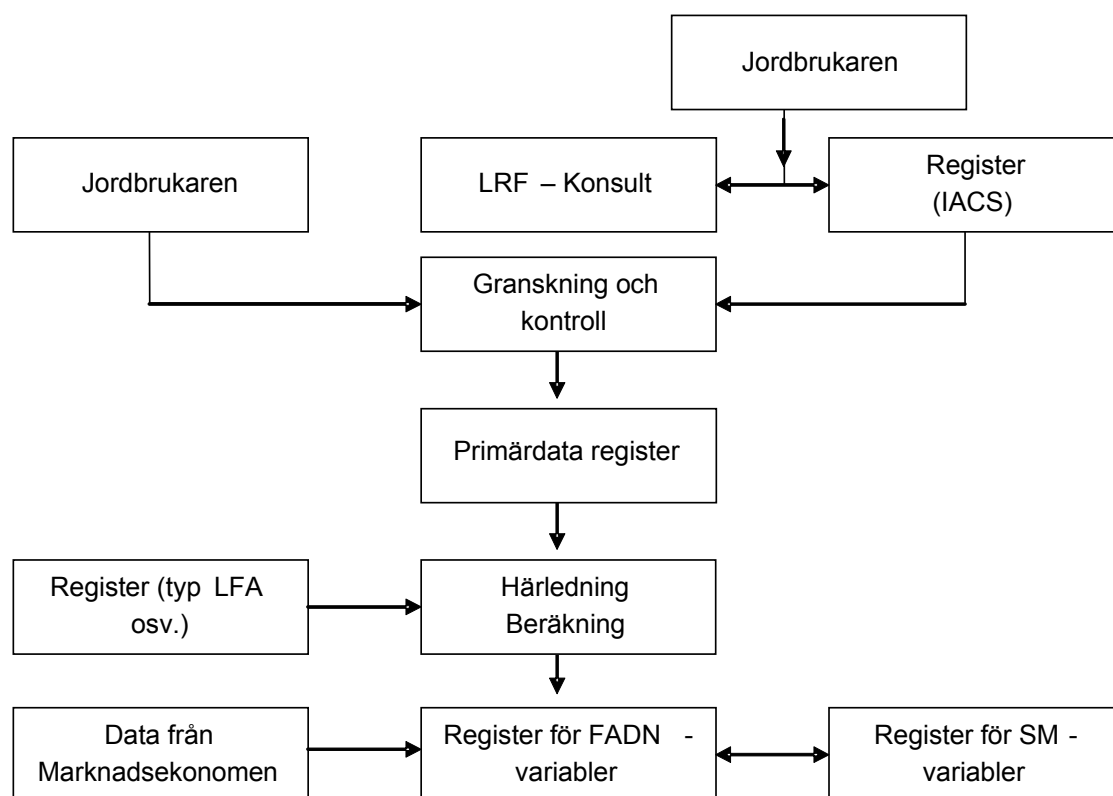 Jordbrukaren
Jordbrukaren
LRF – Konsult
Register
(IACS)
Granskning och
kontroll
Primärdata register
Register (typ LFA
osv.)
Härledning
Beräkning
Data från
Marknadsekonomen
Register för FADN -
variabler
Register för SM -
variabler